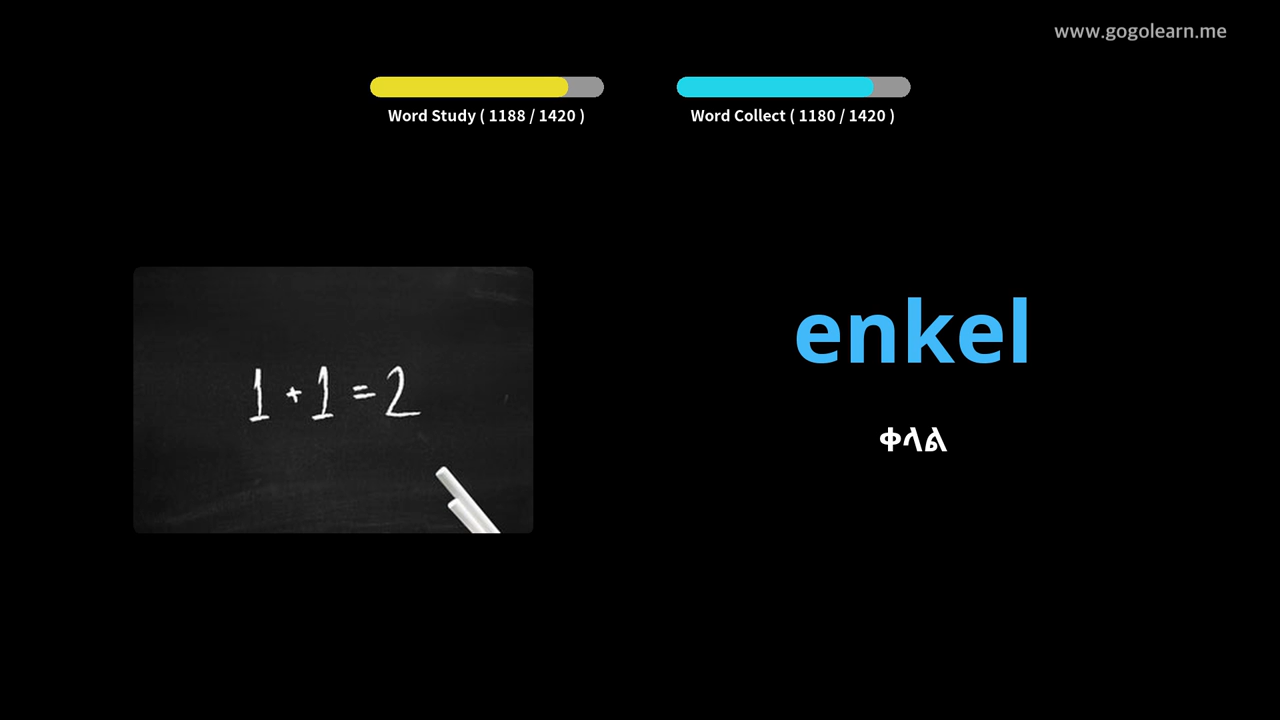 www.gogolearn.me
Word Study ( 1188 / 1420 )
Word Collect ( 1180 / 1420 )
1 + 1 = 2
enkel
ቀላል